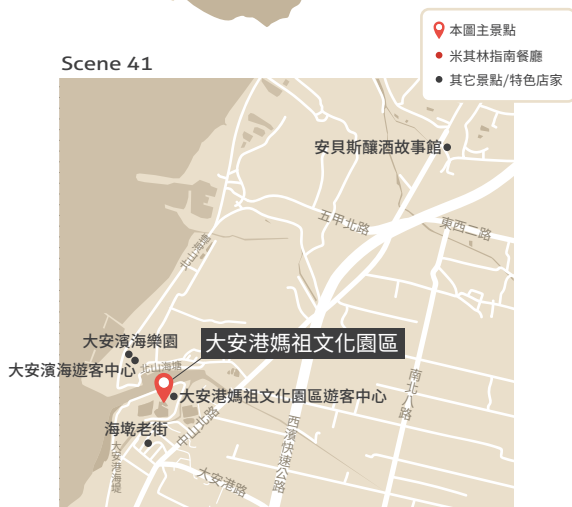 本圖主景點
米其林指南餐廳
其它景點/特色店家
Scene 41
安貝斯釀酒故事館
五甲北路
東西二路
北山海塘
大安濱海樂園
大安港媽祖文化園區
大安濱海遊客中心
北山海塘
南北八路
大安港媽祖文化園區遊客中心
中山北路
海墘老街
西濱快速公路
大安港海堤
大安港路